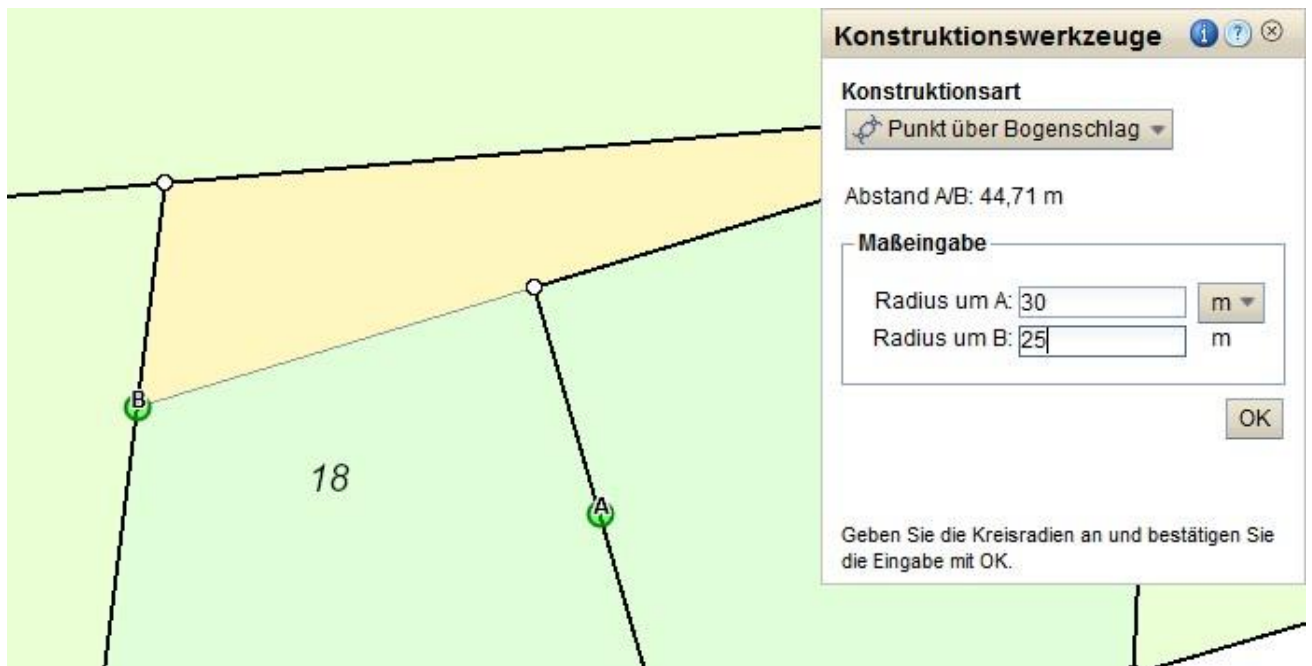 Konstruktionswerkzeuge
Konstruktionsart
Punkt über Bogenschlag
Abstand A/B: 44,71 m
Maßeingabe
Radius um A: 30 m
Radius um B: 25 m
OK
Geben Sie die Kreisradien an und bestätigen Sie
die Eingabe mit OK.
B
18
A